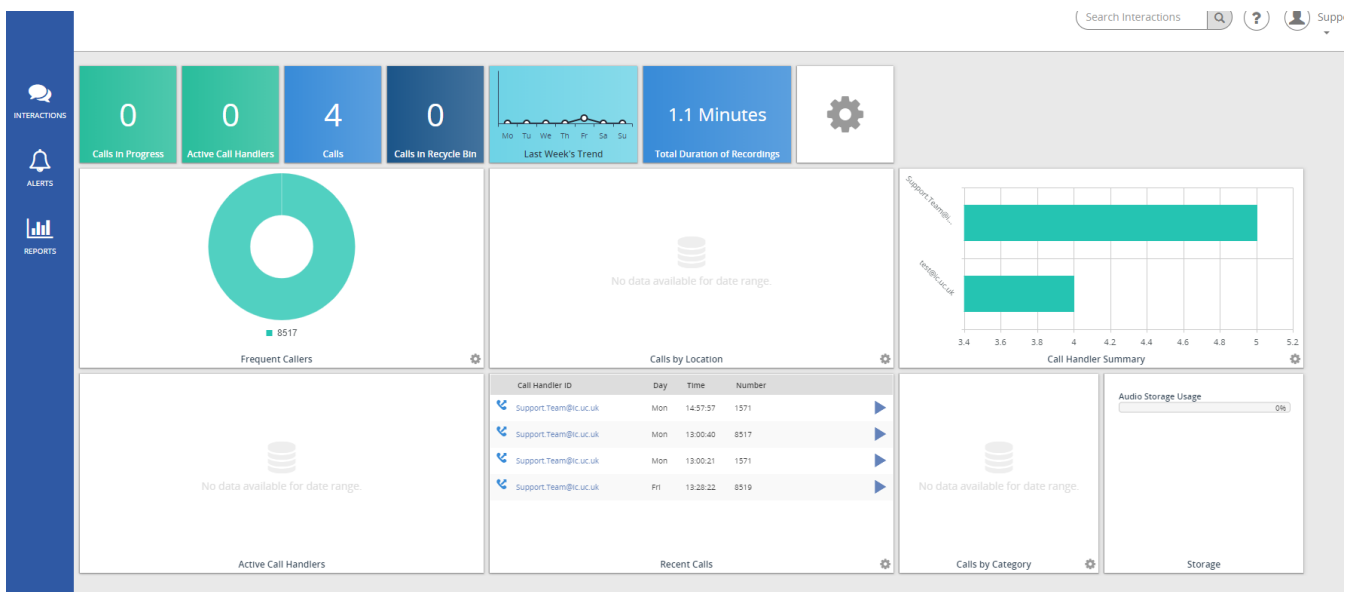 Search Interactions
?
Supp
INTERACTIONS
ALERTS
REPORTS
0
Calls in Progress
0
Active Call Handlers
4
Calls
0
Calls in Recycle Bin
Mo Tu We Th Fr Sa Su
Last Week's Trend
1.1 Minutes
Total Duration of Recordings
8517
Frequent Callers
No data available for date range.
Calls by Location
Support.Team@ic...
test@ic.uc.uk
3.4 3.6 3.8 4 4.2 4.4 4.6 4.8 5 5.2
Call Handler Summary
No data available for date range.
Active Call Handlers
Call Handler ID Day Time Number
Support.Team@ic.uc.uk Mon 14:57:57 1571
Support.Team@ic.uc.uk Mon 13:00:40 8517
Support.Team@ic.uc.uk Mon 13:00:21 1571
Support.Team@ic.uc.uk Fri 13:28:22 8519
Recent Calls
No data available for date range.
Calls by Category
Audio Storage Usage
0%
Storage